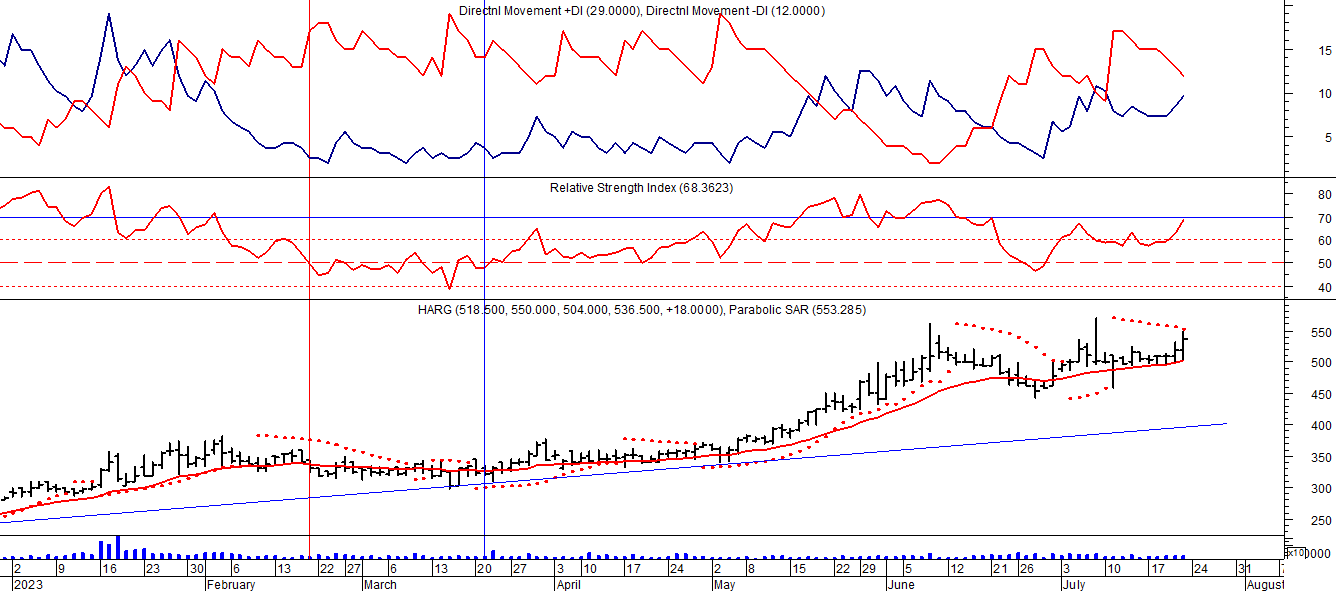 Directnl Movement +DI (29.0000), Directnl Movement -DI (12.0000)
15
10
5
Relative Strength Index (68.3623)
80
70
60
50
40
HARG (518.500, 550.000, 504.000, 536.500, +18.0000), Parabolic SAR (553.285)
550
500
450
400
350
300
250
x10000
2 9 16 23 30 6 13 22 27 6 13 20 27 3 10 17 24 2 8 15 22 29 5 12 21 26 3 10 17 24 31 7
2023 February March April May June July August